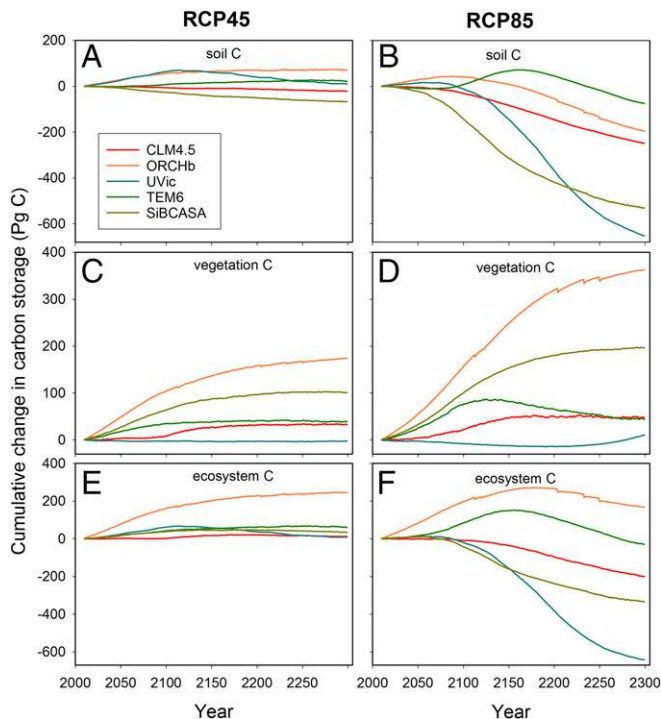 RCP45 RCP85
Cumulative change in carbon storage (Pg C)
A
soil C
200
0
-200
-400
-600
CLM4.5
ORCHb
UVic
TEM6
SiBCASA
B
soil C
C
vegetation C
400
300
200
100
0
D
vegetation C
E
ecosystem C
400
200
0
-200
-400
-600
F
ecosystem C
2000 2050 2100 2150 2200 2250
2000 2050 2100 2150 2200 2250 2300
Year Year